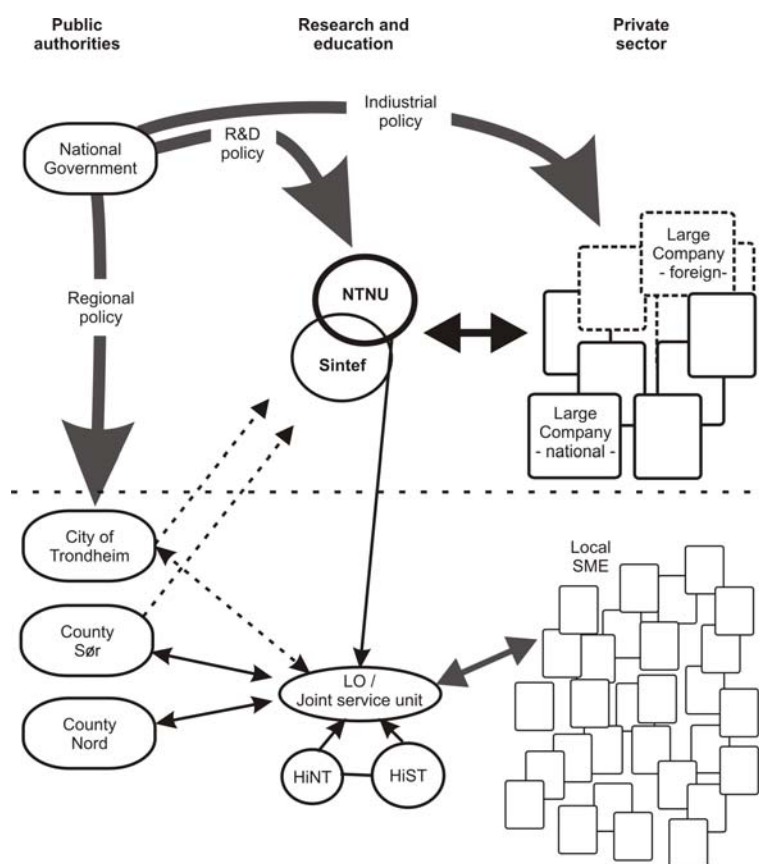 Public
authorities
Research and
education
Private
sector
Indiustrial
policy
R&D
policy
National
Government
Large
Company
- foreign-
Regional
policy
NTNU
Sintef
Large
Company
- national -
City of
Trondheim
Local
SME
County
Sør
LO /
Joint service unit
County
Nord
HiNT
HiST